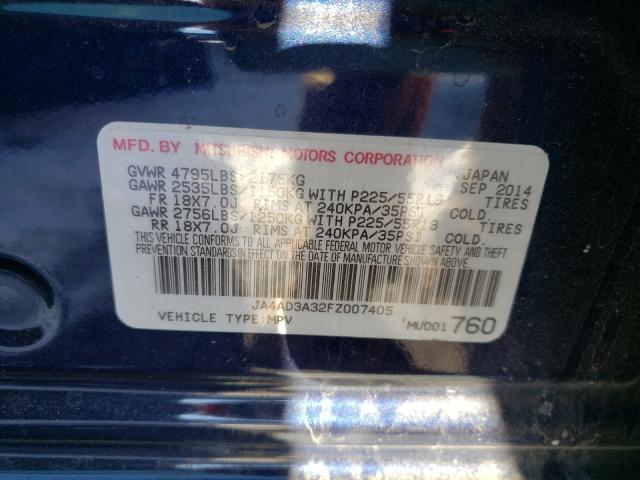 MFD. BY MITSUBISHI MOTORS CORPORATION
GVWR 4795LBS/2175KG JAPAN
GAWR 2535LBS/1150KG WITH P225/55R18 SEP 2014
FR 18X7.0J RIMS AT 240KPA/35PSI COLD. TIRES
GAWR 2756LBS/1250KG WITH P225/55R18 TIRES
RR 18X7.0J RIMS AT 240KPA/35PSI COLD.
THIS VEHICLE CONFORMS TO ALL APPLICABLE FEDERAL MOTOR VEHICLE SAFETY AND THEFT
PREVENTION STANDARDS IN EFFECT ON THE DATE OF MANUFACTURE SHOWN ABOVE.
JA4AD3A32FZ007405
VEHICLE TYPE:MPV MU001 760